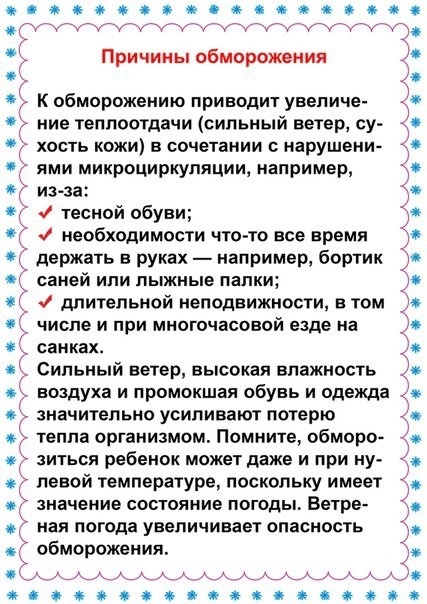 Причины обморожения
К обморожению приводит увеличе-
ние теплоотдачи (сильный ветер, су-
хость кожи) в сочетании с нарушени-
ями микроциркуляции, например,
из-за:
✓ тесной обуви;
✓ необходимости что-то все время
держать в руках — например, бортик
саней или лыжные палки;
✓ длительной неподвижности, в том
числе и при многочасовой езде на
санках.
Сильный ветер, высокая влажность
воздуха и промокшая обувь и одежда
значительно усиливают потерю
тепла организмом. Помните, обморо-
зиться ребенок может даже и при ну-
левой температуре, поскольку имеет
значение состояние погоды. Ветре-
ная погода увеличивает опасность
обморожения.